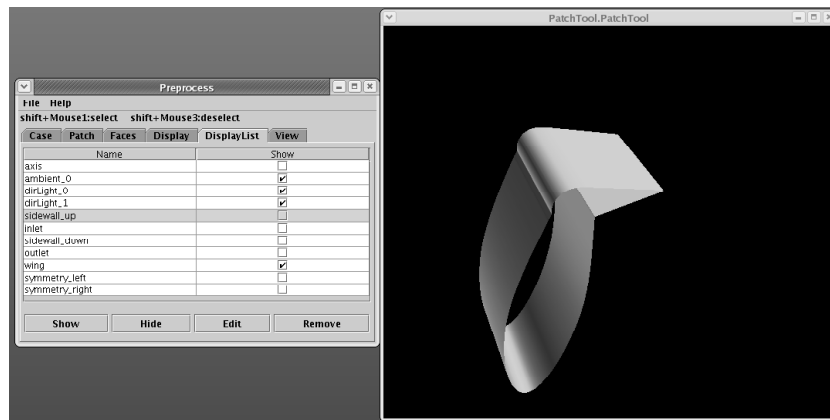 PatchTool.PatchTool
Preprocess
File Help
shift+Mouse1:select shift+Mouse3:deselect
Case Patch Faces Display DisplayList View
Name Show
axis
ambient_0
dirLight_0
dirLight_1
sidewall_up
inlet
sidewall_down
outlet
wing
symmetry_left
symmetry_right
Show Hide Edit Remove